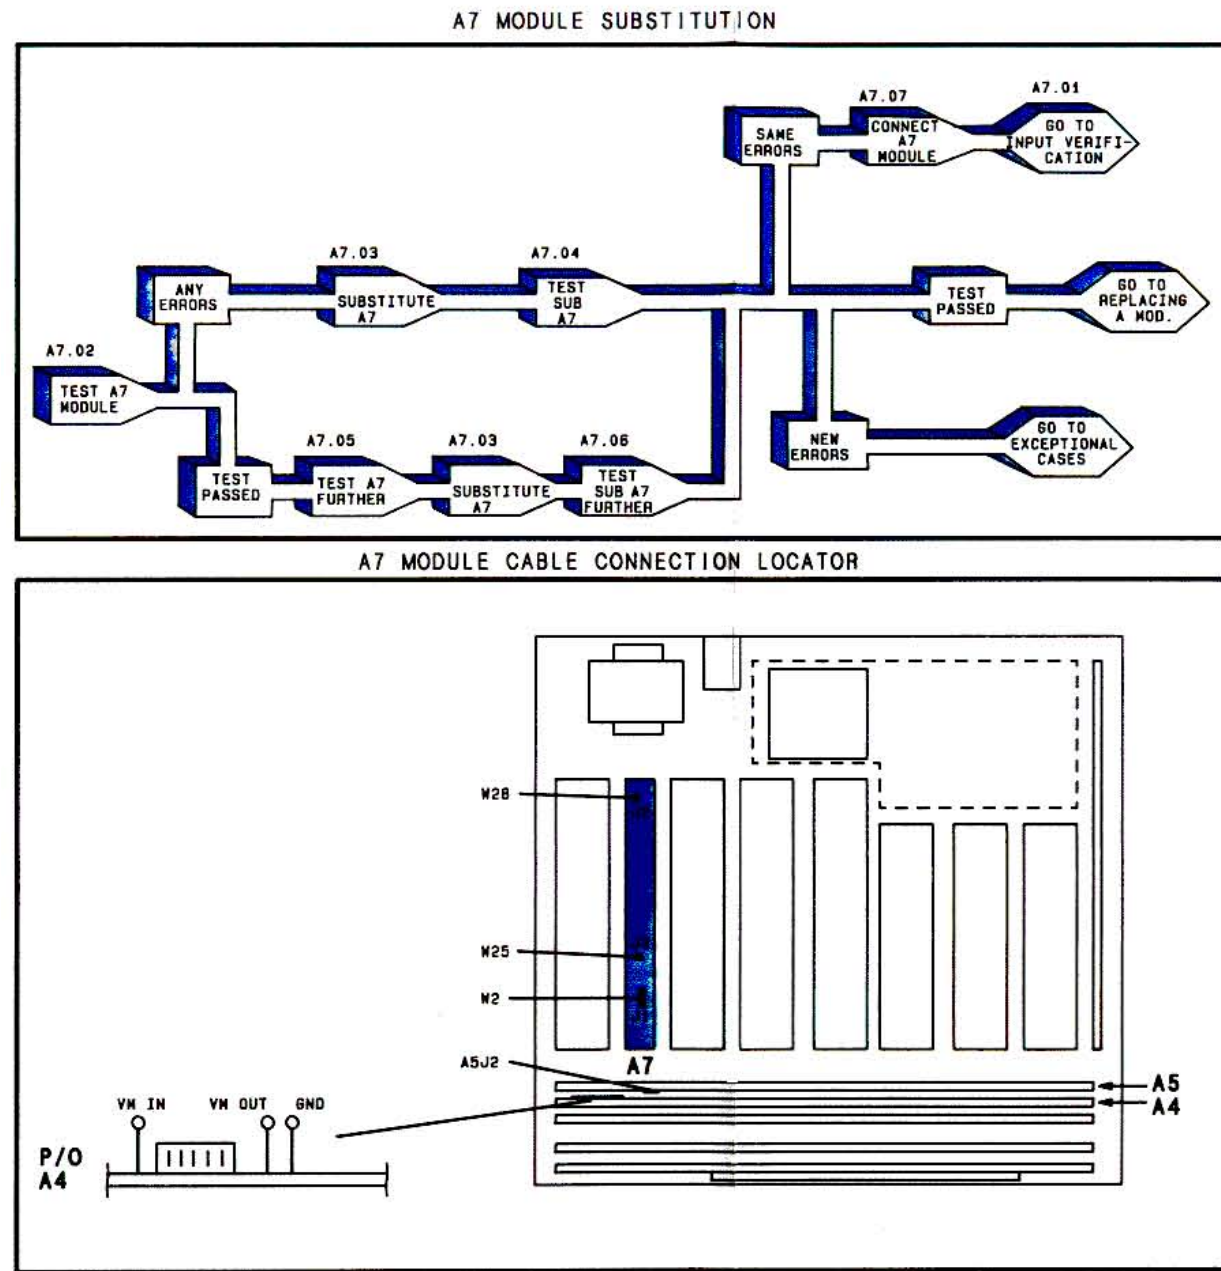 A7 MODULE SUBSTITUTION
A7.07
A7.01
SAME
ERRORS
CONNECT
A7
MODULE
GO TO
INPUT VERIFI-
CATION
A7.03
A7.04
ANY
ERRORS
SUBSTITUTE
A7
TEST
SUB
A7
TEST
PASSED
GO TO
REPLACING
A MOD.
A7.02
TEST A7
MODULE
A7.05
A7.03
A7.06
NEW
ERRORS
GO TO
EXCEPTIONAL
CASES
TEST
PASSED
TEST A7
FURTHER
SUBSTITUTE
A7
TEST
SUB A7
FURTHER
A7 MODULE CABLE CONNECTION LOCATOR
W28
W25
W2
A5J2
A7
A5
A4
VM IN
VM OUT
GND
P/O
A4